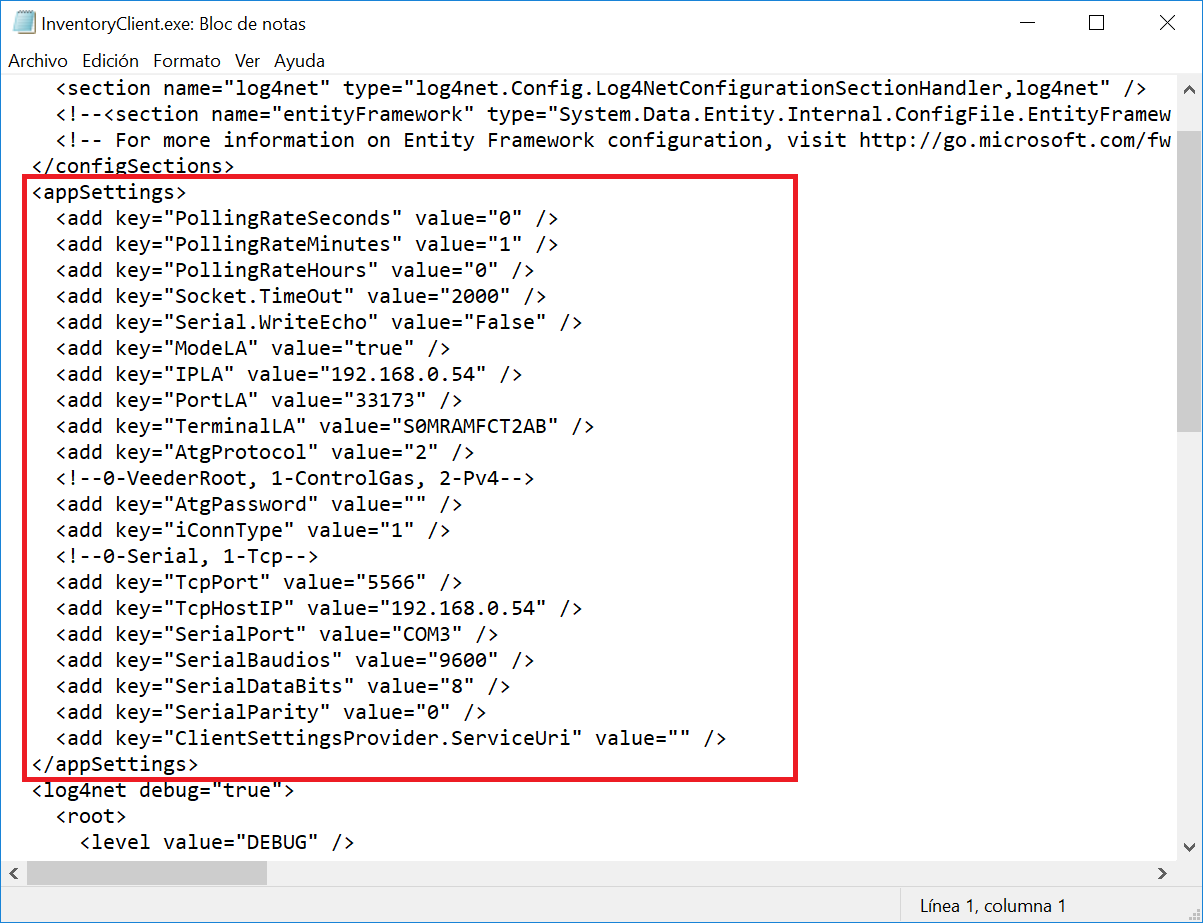 InventoryClient.exe: Bloc de notas
Archivo Edición Formato Ver Ayuda
<section name="log4net" type="log4net.Config.Log4NetConfigurationSectionHandler,log4net" />
<!--<section name="entityFramework" type="System.Data.Entity.Internal.ConfigFile.EntityFramew
<!-- For more information on Entity Framework configuration, visit http://go.microsoft.com/fw
</configSections>
<appSettings>
<add key="PollingRateSeconds" value="0" />
<add key="PollingRateMinutes" value="1" />
<add key="PollingRateHours" value="0" />
<add key="Socket.TimeOut" value="2000" />
<add key="Serial.WriteEcho" value="False" />
<add key="ModeLA" value="true" />
<add key="IPLA" value="192.168.0.54" />
<add key="PortLA" value="33173" />
<add key="TerminalLA" value="S0MRAMFCT2AB" />
<add key="AtgProtocol" value="2" />
<!--0-VeederRoot, 1-ControlGas, 2-Pv4-->
<add key="AtgPassword" value="" />
<add key="iConnType" value="1" />
<!--0-Serial, 1-Tcp-->
<add key="TcpPort" value="5566" />
<add key="TcpHostIP" value="192.168.0.54" />
<add key="SerialPort" value="COM3" />
<add key="SerialBaudios" value="9600" />
<add key="SerialDataBits" value="8" />
<add key="SerialParity" value="0" />
<add key="ClientSettingsProvider.ServiceUri" value="" />
</appSettings>
<log4net debug="true">
<root>
<level value="DEBUG" />
Línea 1, columna 1